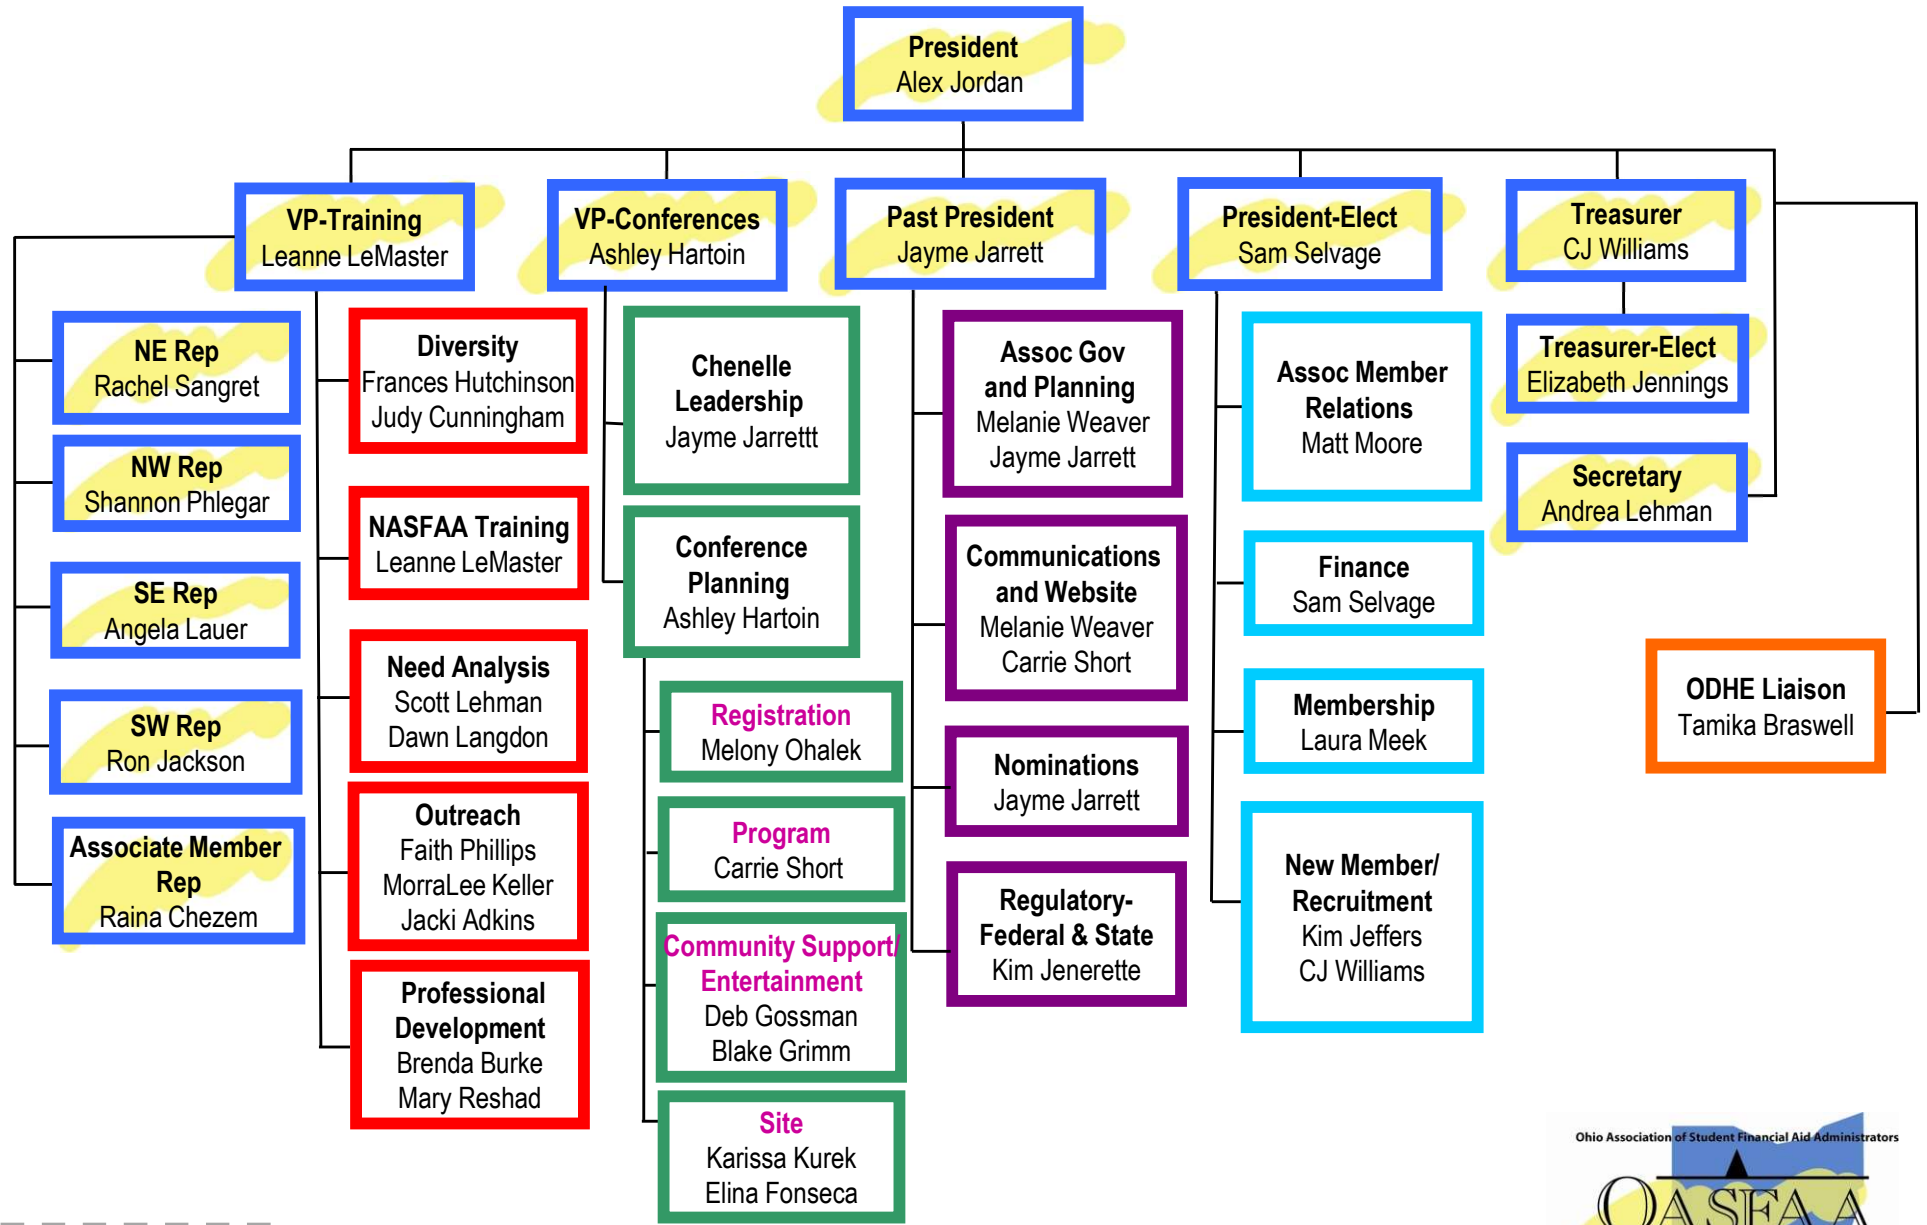 President
Alex Jordan
VP-Training
Leanne LeMaster
VP-Conferences
Ashley Hartoin
Past President
Jayme Jarrett
President-Elect
Sam Selvage
Treasurer
CJ Williams
Treasurer-Elect
Elizabeth Jennings
Secretary
Andrea Lehman
NE Rep
Rachel Sangret
NW Rep
Shannon Phlegar
SE Rep
Angela Lauer
SW Rep
Ron Jackson
Associate Member
Rep
Raina Chezem
Diversity
Frances Hutchinson
Judy Cunningham
NASFAA Training
Leanne LeMaster
Need Analysis
Scott Lehman
Dawn Langdon
Outreach
Faith Phillips
MorraLee Keller
Jacki Adkins
Professional
Development
Brenda Burke
Mary Reshad
Chenelle
Leadership
Jayme Jarrettt
Conference
Planning
Ashley Hartoin
Registration
Melony Ohalek
Program
Carrie Short
Community Support/
Entertainment
Deb Gossman
Blake Grimm
Site
Karissa Kurek
Elina Fonseca
Assoc Gov
and Planning
Melanie Weaver
Jayme Jarrett
Communications
and Website
Melanie Weaver
Carrie Short
Nominations
Jayme Jarrett
Regulatory-
Federal & State
Kim Jenerette
Assoc Member
Relations
Matt Moore
Finance
Sam Selvage
Membership
Laura Meek
New Member/
Recruitment
Kim Jeffers
CJ Williams
ODHE Liaison
Tamika Braswell
Ohio Association of Student Financial Aid Administrators
OASFAA